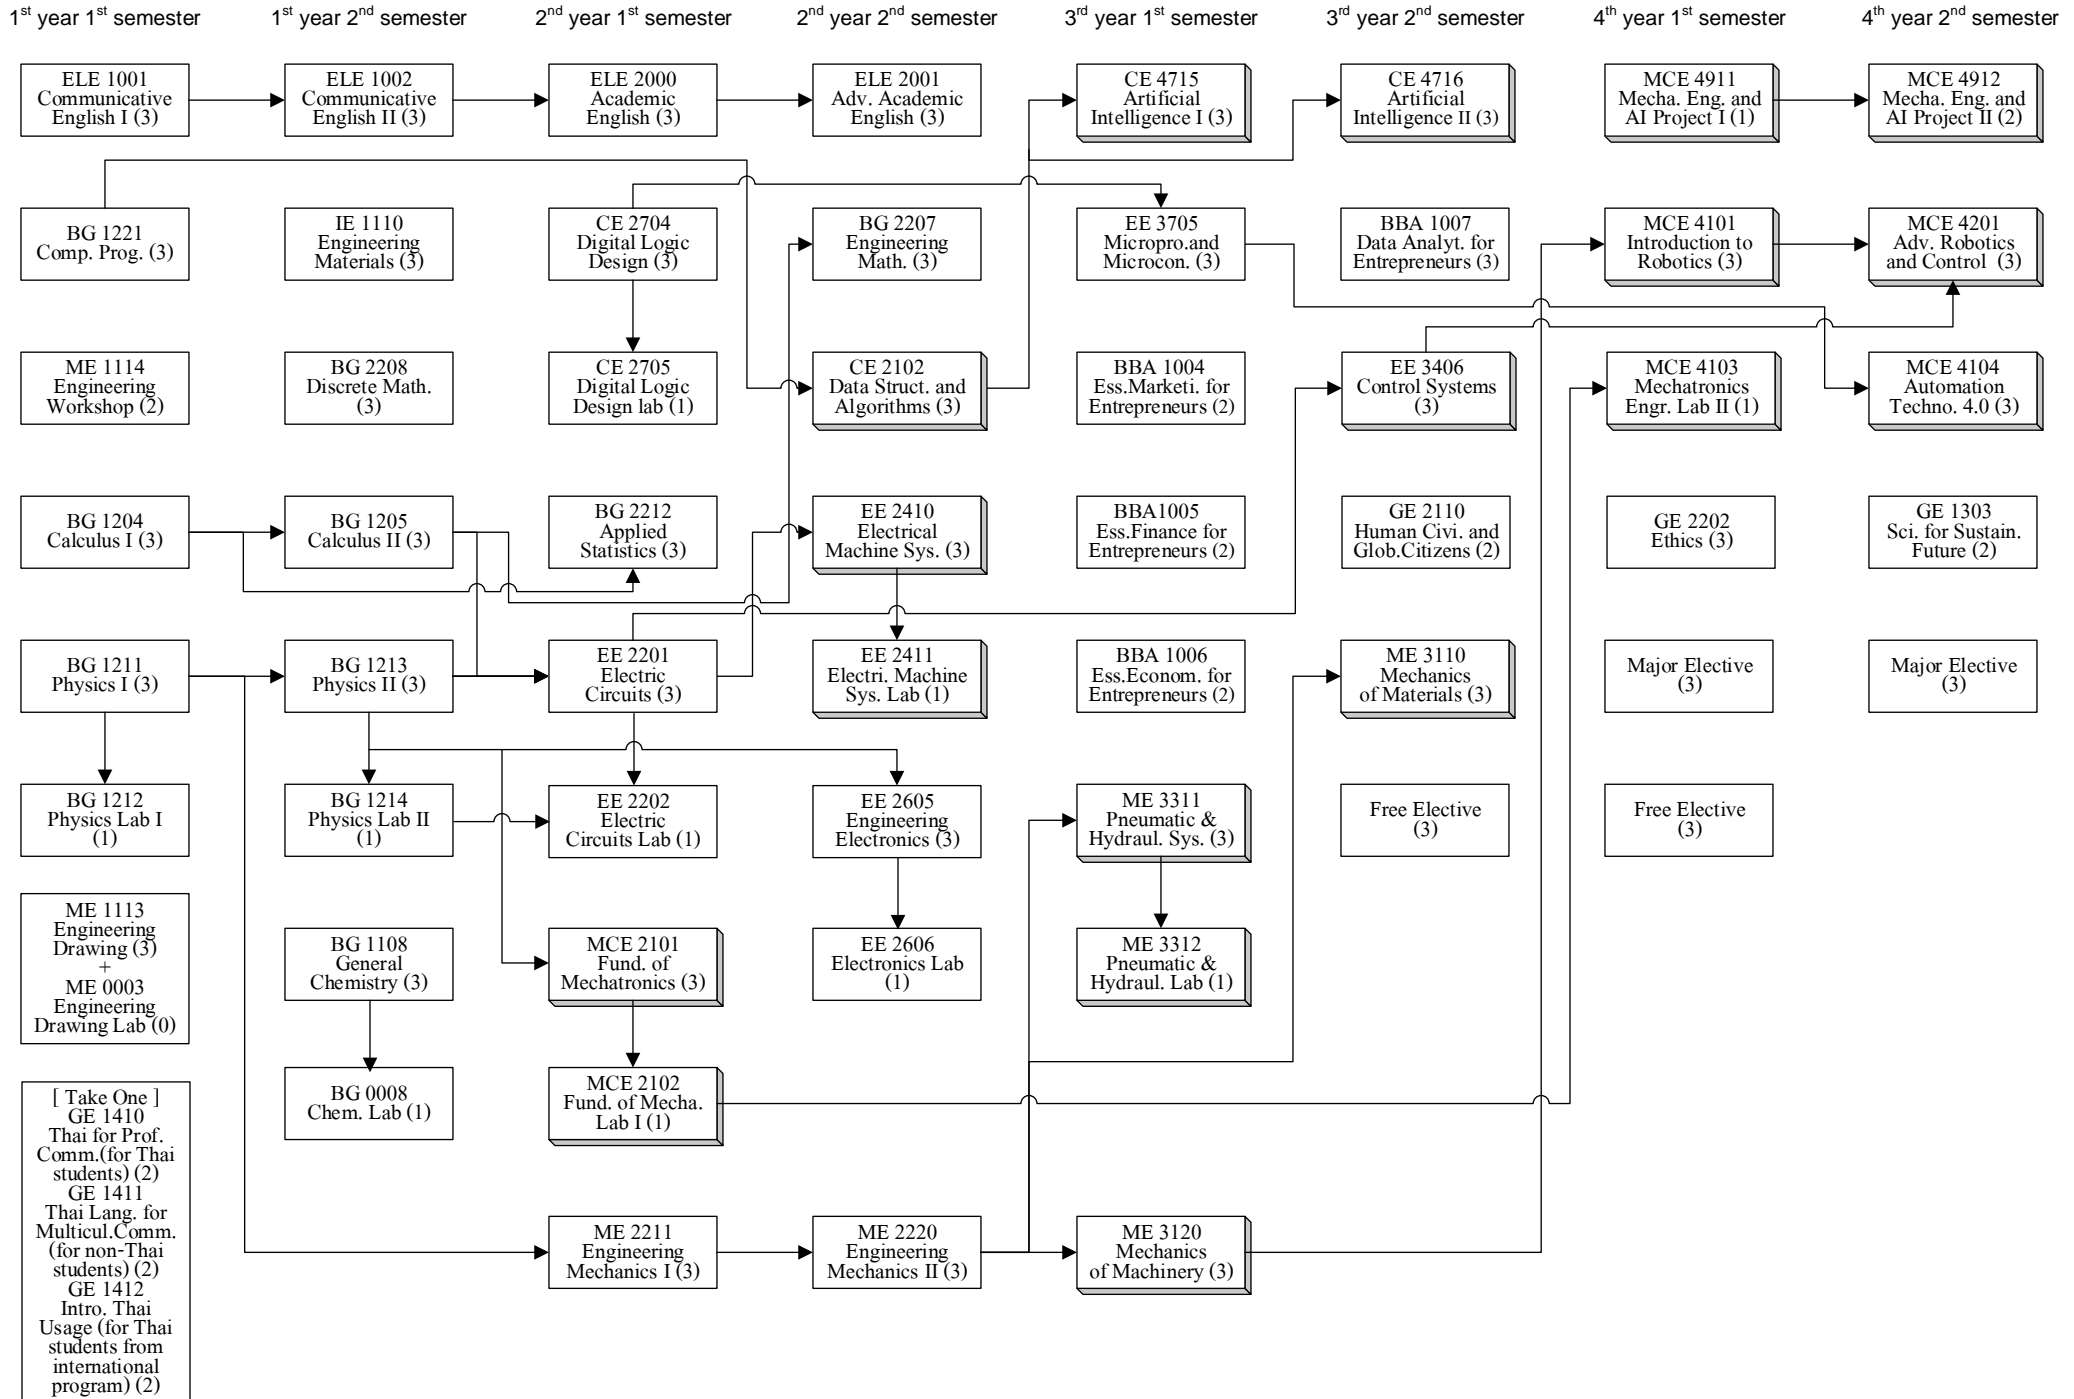 1st year 1st semester
1st year 2nd semester
2nd year 1st semester
2nd year 2nd semester
3rd year 1st semester
3rd year 2nd semester
4th year 1st semester
4th year 2nd semester
ELE 1001
Communicative
English I (3)
ELE 1002
Communicative
English II (3)
ELE 2000
Academic
English (3)
ELE 2001
Adv. Academic
English (3)
CE 4715
Artificial
Intelligence I (3)
CE 4716
Artificial
Intelligence II (3)
MCE 4911
Mecha. Eng. and
AI Project I (1)
MCE 4912
Mecha. Eng. and
AI Project II (2)
BG 1221
Comp. Prog. (3)
IE 1110
Engineering
Materials (3)
CE 2704
Digital Logic
Design (3)
BG 2207
Engineering
Math. (3)
EE 3705
Micropro.and
Microcon. (3)
BBA 1007
Data Analyt. for
Entrepreneurs (3)
MCE 4101
Introduction to
Robotics (3)
MCE 4201
Adv. Robotics
and Control (3)
ME 1114
Engineering
Workshop (2)
BG 2208
Discrete Math.
(3)
CE 2705
Digital Logic
Design lab (1)
CE 2102
Data Struct. and
Algorithms (3)
BBA 1004
Ess.Marketi. for
Entrepreneurs (2)
EE 3406
Control Systems
(3)
MCE 4103
Mechatronics
Engr. Lab II (1)
MCE 4104
Automation
Techno. 4.0 (3)
BG 1204
Calculus I (3)
BG 1205
Calculus II (3)
BG 2212
Applied
Statistics (3)
EE 2410
Electrical
Machine Sys. (3)
BBA1005
Ess.Finance for
Entrepreneurs (2)
GE 2110
Human Civi. and
Glob.Citizens (2)
GE 2202
Ethics (3)
GE 1303
Sci. for Sustain.
Future (2)
BG 1211
Physics I (3)
BG 1213
Physics II (3)
EE 2201
Electric
Circuits (3)
EE 2411
Electri. Machine
Sys. Lab (1)
BBA 1006
Ess.Econom. for
Entrepreneurs (2)
ME 3110
Mechanics
of Materials (3)
Major Elective
(3)
Major Elective
(3)
BG 1212
Physics Lab I
(1)
BG 1214
Physics Lab II
(1)
EE 2202
Electric
Circuits Lab (1)
EE 2605
Engineering
Electronics (3)
ME 3311
Pneumatic &
Hydraul. Sys. (3)
Free Elective
(3)
Free Elective
(3)
ME 1113
Engineering
Drawing (3)
+
ME 0003
Engineering
Drawing Lab (0)
BG 1108
General
Chemistry (3)
MCE 2101
Fund. of
Mechatronics (3)
EE 2606
Electronics Lab
(1)
ME 3312
Pneumatic &
Hydraul. Lab (1)
BG 0008
Chem. Lab (1)
MCE 2102
Fund. of Mecha.
Lab I (1)
[ Take One ]
GE 1410
Thai for Prof.
Comm.(for Thai
students) (2)
GE 1411
Thai Lang. for
Multicul.Comm.
(for non-Thai
students) (2)
GE 1412
Intro. Thai
Usage (for Thai
students from
international
program) (2)
ME 2211
Engineering
Mechanics I (3)
ME 2220
Engineering
Mechanics II (3)
ME 3120
Mechanics
of Machinery (3)